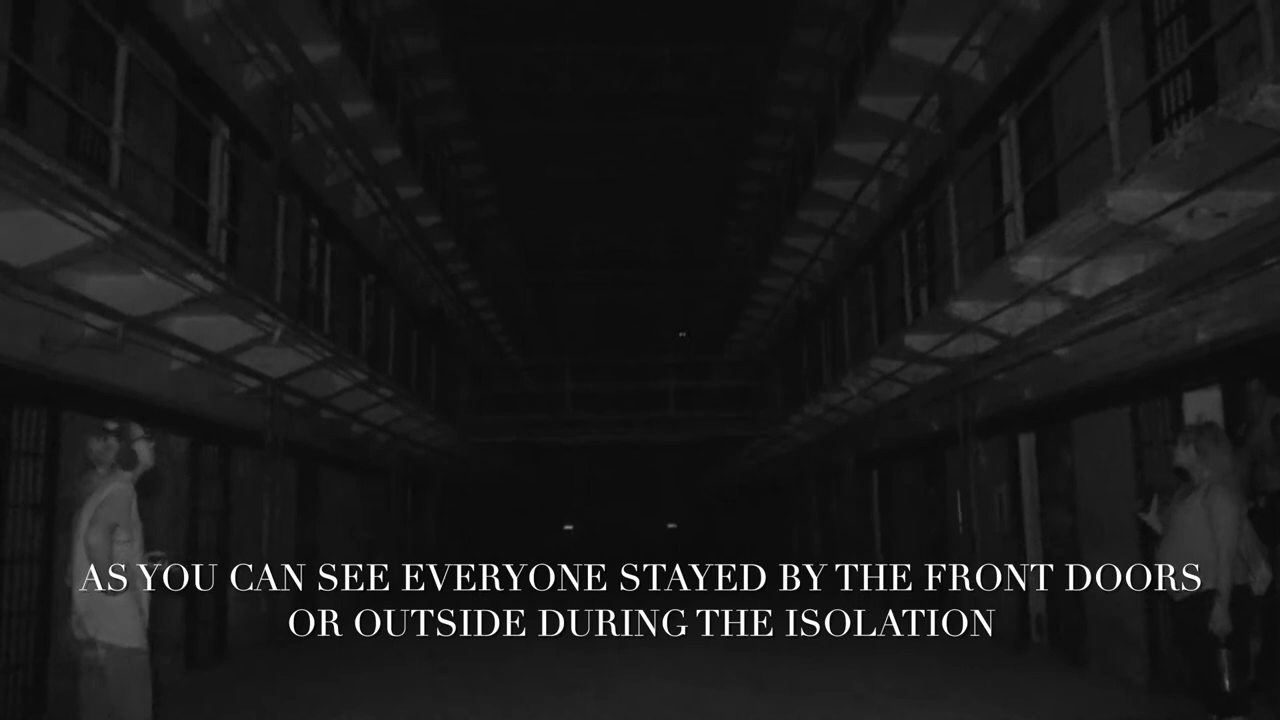 AS YOU CAN SEE EVERYONE STAYED BY THE FRONT DOORS
OR OUTSIDE DURING THE ISOLATION